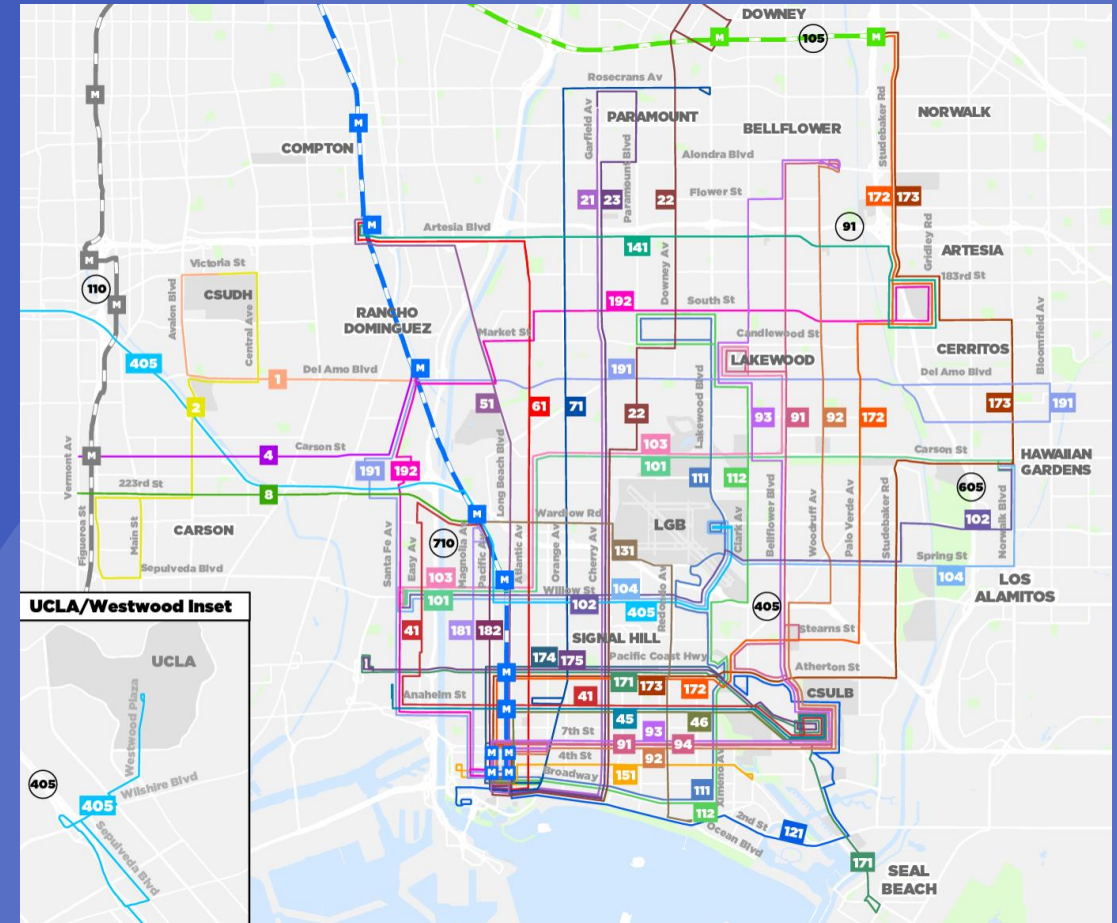 DOWNEY
105
M
M
Rosecrans Av
M
M
Garfield Av
PARAMOUNT
Paramount Blvd
BELLFLOWER
Studebaker Rd
NORWALK
COMPTON
Alondra Blvd
21
23
22
Flower St
172
173
M
Artesia Blvd
141
91
Gridley Rd
ARTESIA
M
Victoria St
110
M
CSUDH
Avalon Blvd
Central Ave
Downey Av
183rd St
RANCHO
DOMINGUEZ
192
South St
Market St
Candlewood St
Bloomfield Av
405
M
191
LAKEWOOD
CERRITOS
1
Del Amo Blvd
Del Amo Blvd
2
51
61
71
22
Lakewood Blvd
93
91
92
172
173
191
Vermont Av
M
4
Carson St
Long Beach Blvd
103
101
Carson St
HAWAIIAN
GARDENS
191
192
111
112
8
223rd St
605
Figueroa St
Main St
CARSON
M
Wardlow Rd
LGB
Clark Av
Bellflower Blvd
Woodruff Av
Palo Verde Av
Studebaker Rd
102
Norwalk Blvd
Santa Fe Av
Easy Av
710
Magnolia Av
Pacific Av
Atlantic Av
Orange Av
Cherry Av
131
Sepulveda Blvd
Spring St
104
103
M
Willow St
104
Redondo Av
LOS
ALAMITOS
UCLA/Westwood Inset
101
102
405
405
41
181
182
SIGNAL HILL
Stearns St
UCLA
174
175
Pacific Coast Hwy
Atherton St
M
171
173
172
CSULB
Anaheim St
41
M
45
46
Westwood Plaza
7th St
93
91
94
M
M
4th St
92
M
M
Broadway
151
Ximeno Av
405
Wilshire Blvd
405
111
112
2nd St
121
Ocean Blvd
Sepulveda Blvd
171
SEAL
BEACH